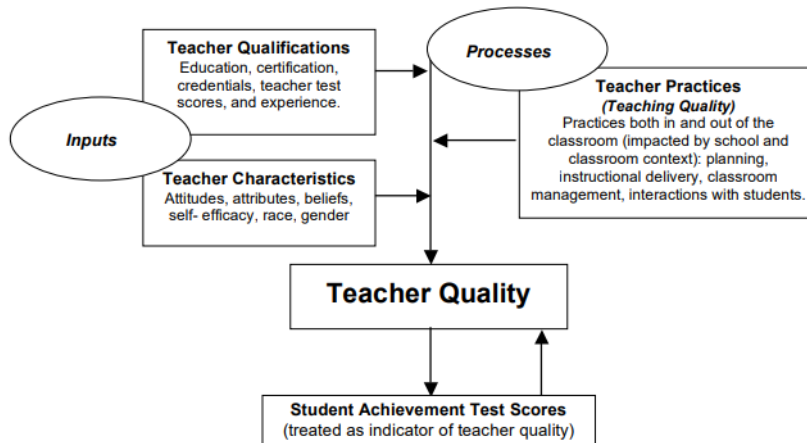 Teacher Qualifications
Education, certification,
credentials, teacher test
scores, and experience.
Processes
Inputs
Teacher Practices
(Teaching Quality)
Practices both in and out of the
classroom (impacted by school and
classroom context): planning,
instructional delivery, classroom
management, interactions with students.
Teacher Characteristics
Attitudes, attributes, beliefs,
self- efficacy, race, gender
Teacher Quality
Student Achievement Test Scores
(treated as indicator of teacher quality)